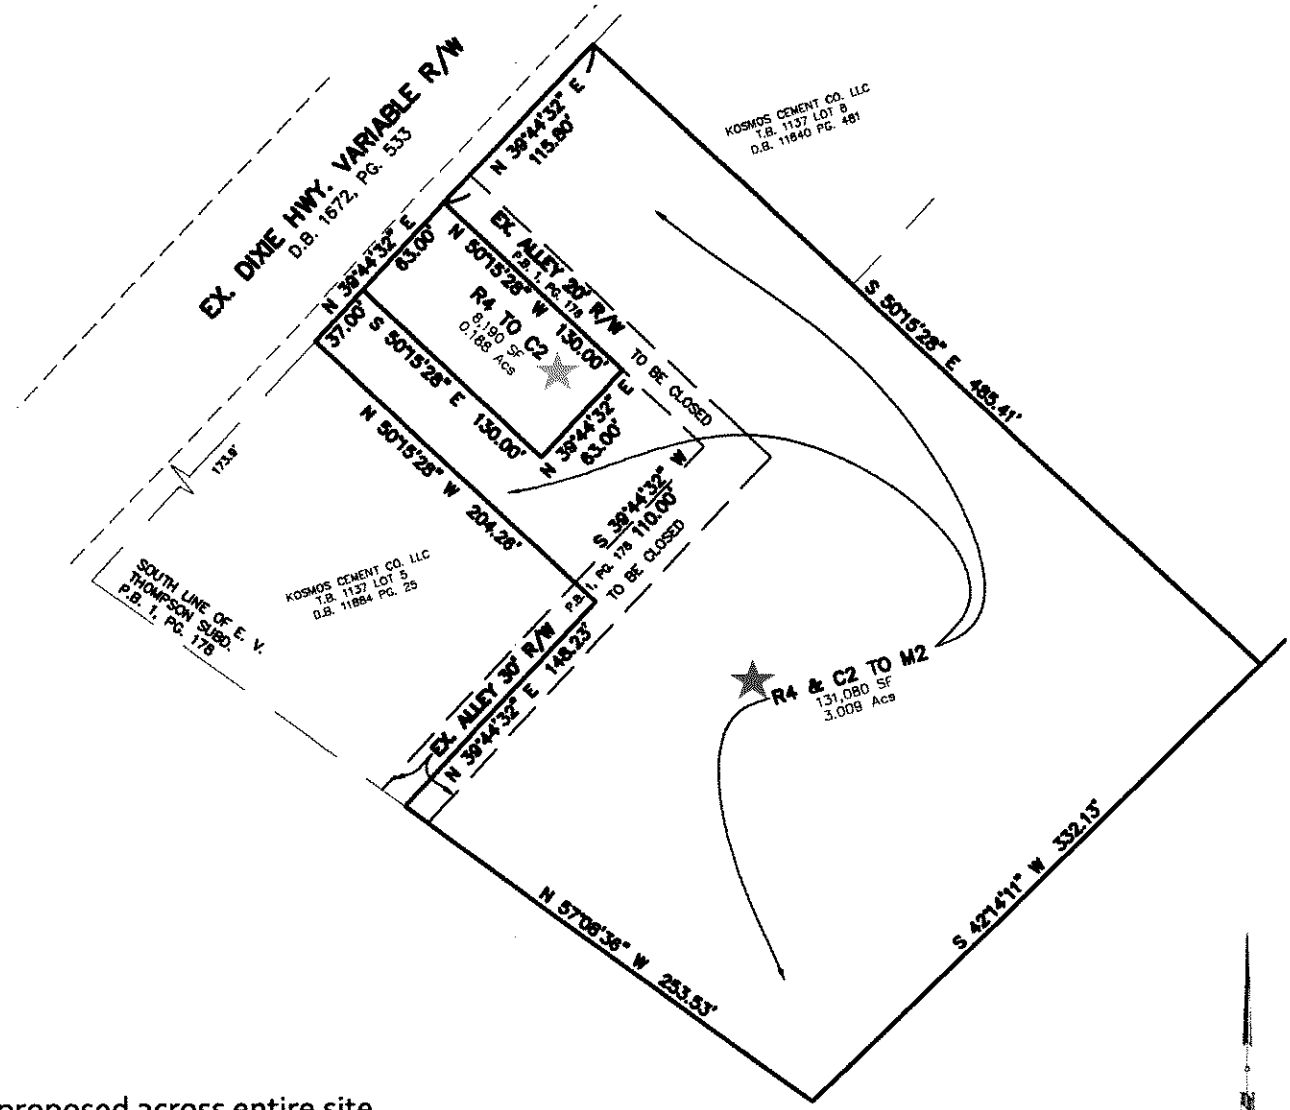 EX. DIXIE HWY. VARIABLE R/W
D.B. 1672, PG. 533
N 39°44'32" E
115.80'
KOSMOS CEMENT CO. LLC
T.B. 1137 LOT 8
D.B. 11640 PG. 481
N 39°44'32" E
63.00'
37.00'
EX. ALLEY 20' R/W
P.B. 1, PG. 178
TO BE CLOSED
N 50°15'28" W 130.00'
R4 TO C2
8,190 SF
0.188 Acs
S 50°15'28" E 130.00'
N 39°44'32" E
63.00'
S 50°15'28" E 485.41'
N 50°15'28" W 204.26'
173.9'
S 39°44'32" W
110.00'
P.B. 1, PG. 178
TO BE CLOSED
SOUTH LINE OF E. V.
THOMPSON SUBD.
P.B. 1, PG. 178
KOSMOS CEMENT CO. LLC
T.B. 1137 LOT 5
D.B. 11884 PG. 25
EX. ALLEY 30' R/W
N 39°44'32" E 148.23'
R4 & C2 TO M2
131,080 SF
3.009 Acs
N 57°08'36" W 253.53'
S 42°14'11" W 332.13'
proposed across entire site